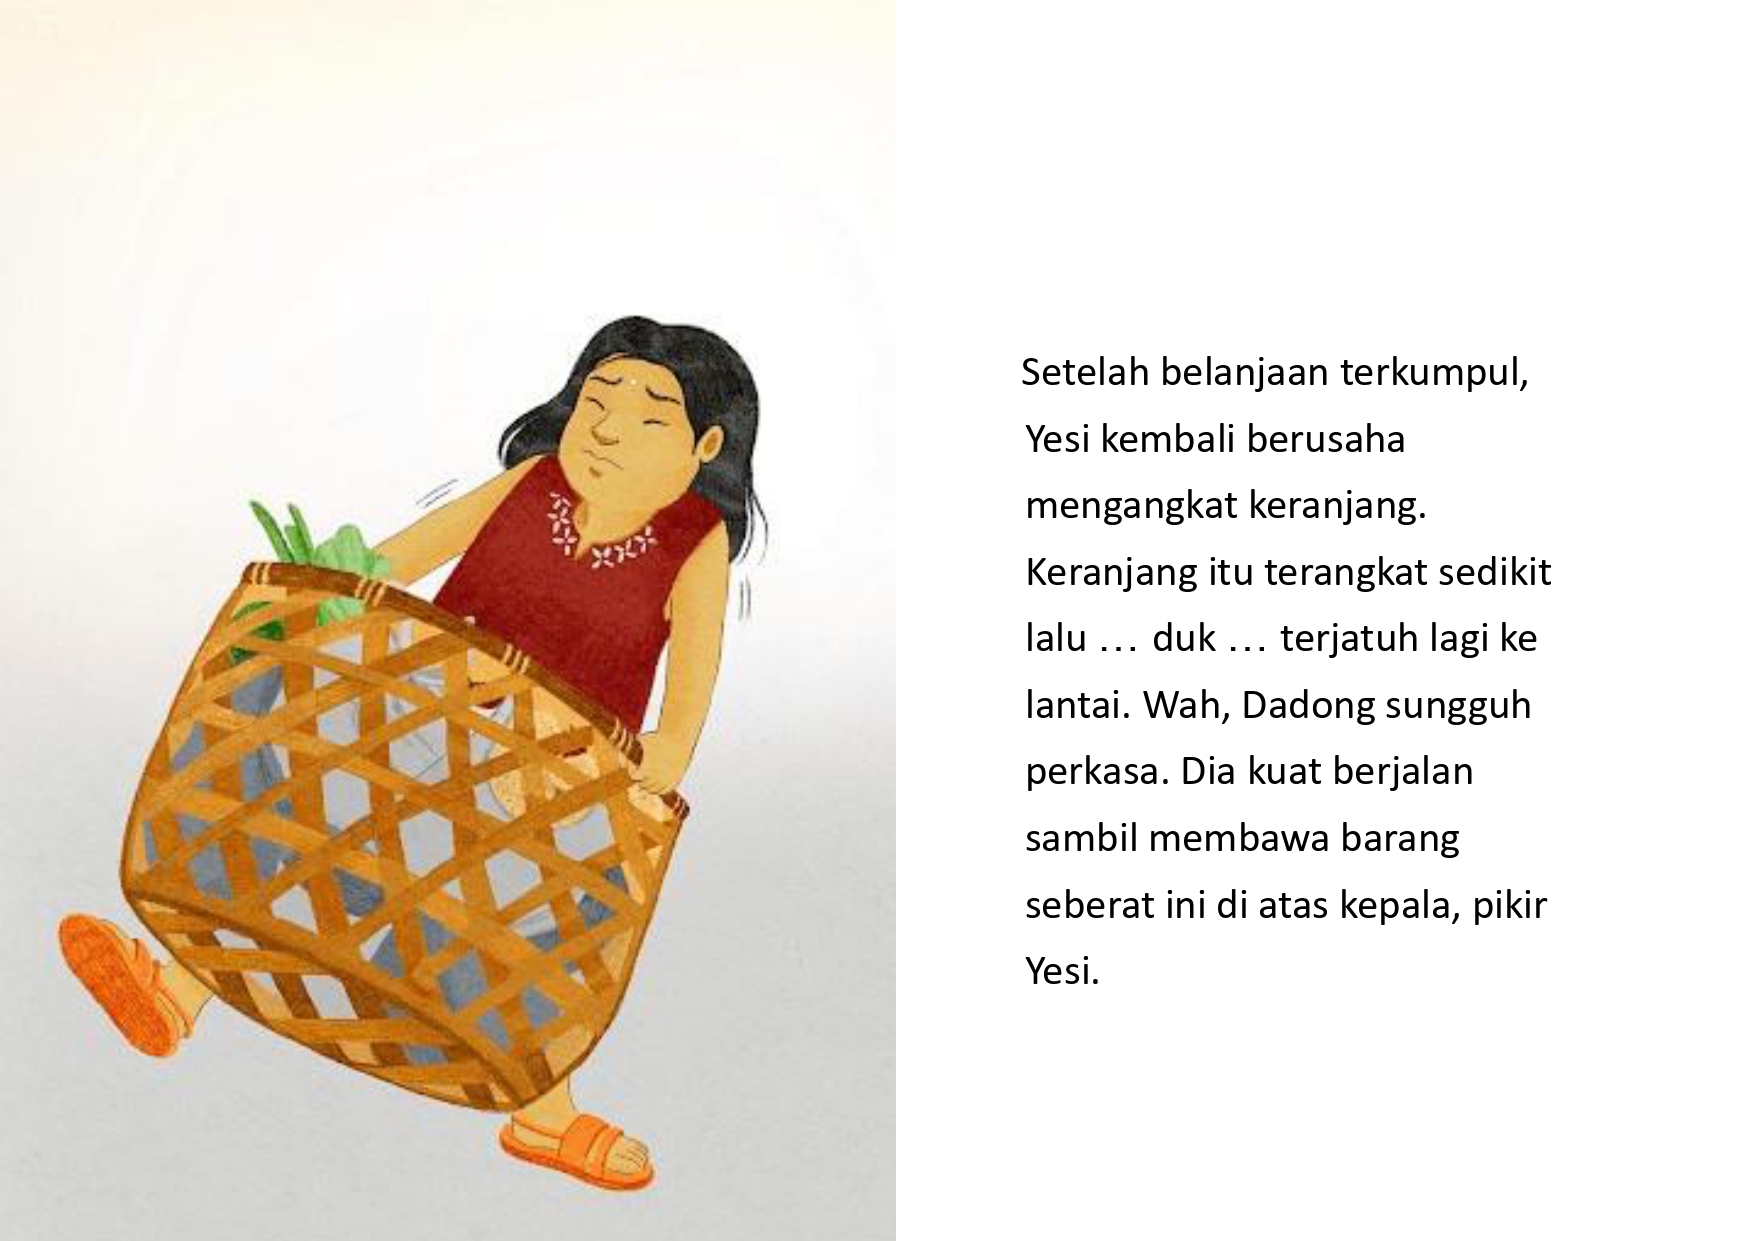 Setelah belanjaan terkumpul,
Yesi kembali berusaha
mengangkat keranjang.
Keranjang itu terangkat sedikit
lalu … duk … terjatuh lagi ke
lantai. Wah, Dadong sungguh
perkasa. Dia kuat berjalan
sambil membawa barang
seberat ini di atas kepala, pikir
Yesi.